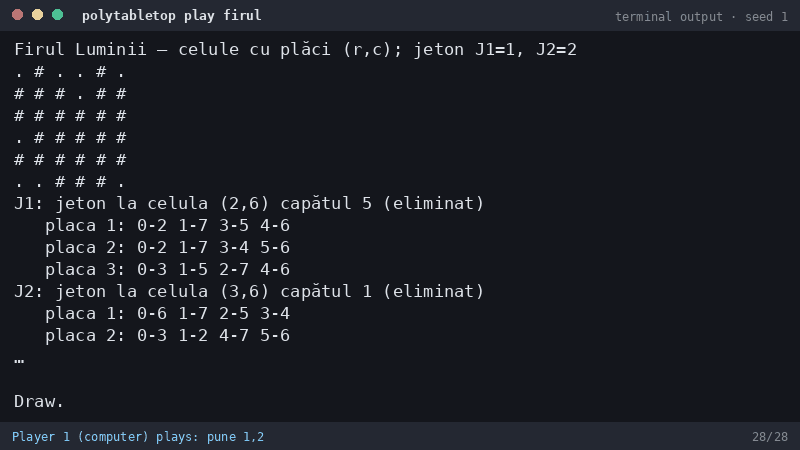 polytabletop play firul
terminal output · seed 1
Firul Luminii — celule cu plăci (r,c); jeton J1=1, J2=2
. # . . # .
# # # . # #
# # # # # #
. # # # # #
# # # # # #
. . # # # .
J1: jeton la celula (2,6) capătul 5 (eliminat)
placa 1: 0-2 1-7 3-5 4-6
placa 2: 0-2 1-7 3-4 5-6
placa 3: 0-3 1-5 2-7 4-6
J2: jeton la celula (3,6) capătul 1 (eliminat)
placa 1: 0-6 1-7 2-5 3-4
placa 2: 0-3 1-2 4-7 5-6
…
Draw.
Player 1 (computer) plays: pune 1,2
28/28